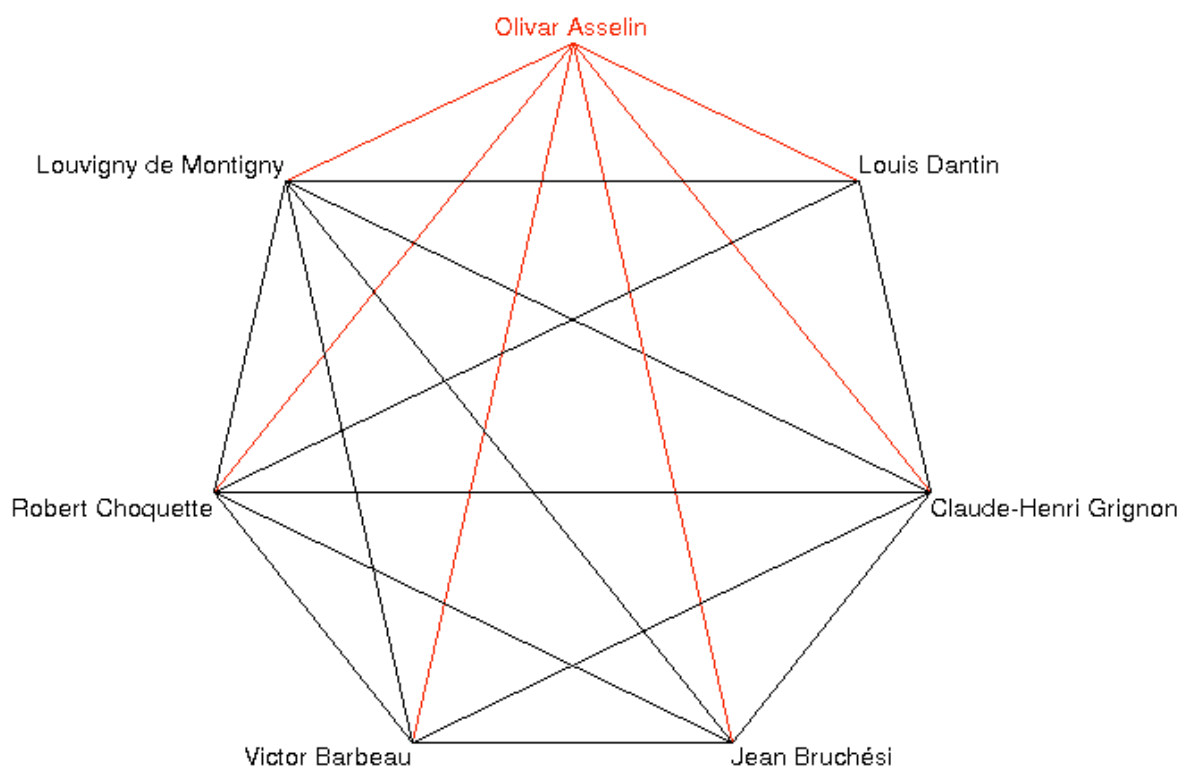 Olivar Asselin
Louvigny de Montigny
Louis Dantin
Robert Choquette
Claude-Henri Grignon
Victor Barbeau
Jean Bruchési